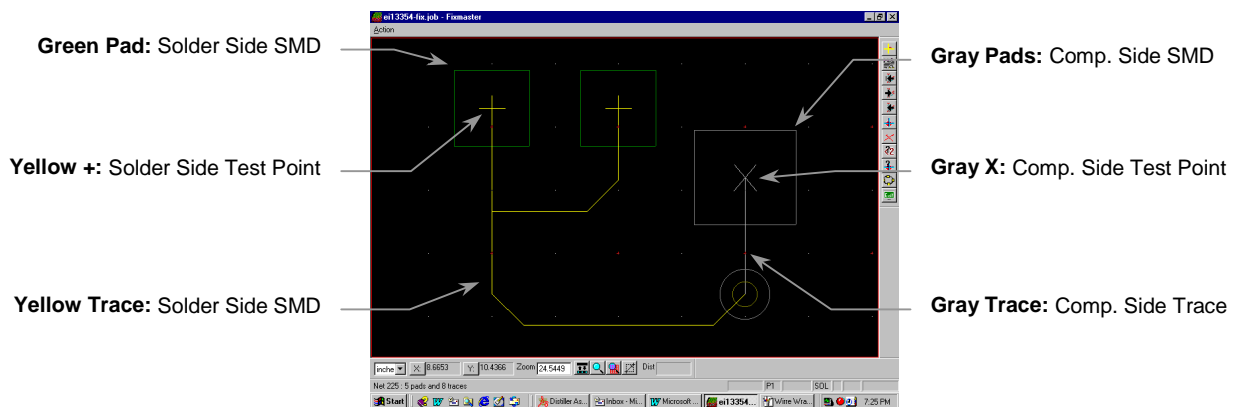 ei13354-fix.job - Fixmaster
Action
Green Pad: Solder Side SMD
Gray Pads: Comp. Side SMD
Yellow +: Solder Side Test Point
Gray X: Comp. Side Test Point
Yellow Trace: Solder Side SMD
Gray Trace: Comp. Side Trace
inche X: 8.6653 Y: 10.4366 Zoom 24.5449 Dist
Net 225 : 5 pads and 8 traces P1 SOL
Start Distiller As... Inbox - Mi... Microsoft ... ei13354... Wire Wra... 7:25 PM